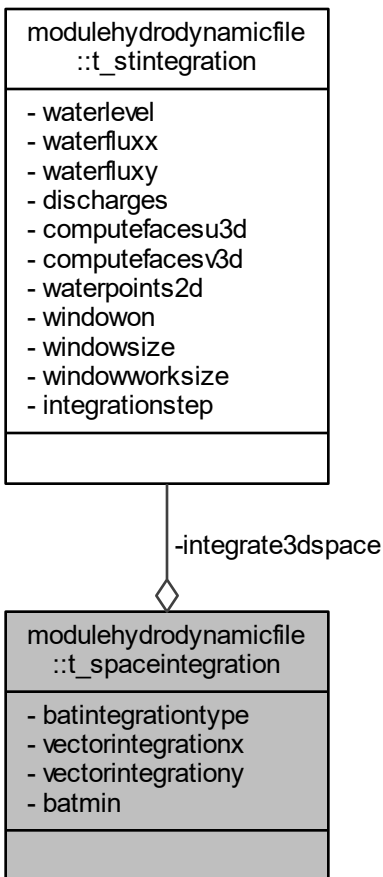 modulehydrodynamicfile
::t_stintegration
- waterlevel
- waterfluxx
- waterfluxy
- discharges
- computefacesu3d
- computefacesv3d
- waterpoints2d
- windowon
- windowsize
- windowworksize
- integrationstep
-integrate3dspace
modulehydrodynamicfile
::t_spaceintegration
- batintegrationtype
- vectorintegrationx
- vectorintegrationy
- batmin